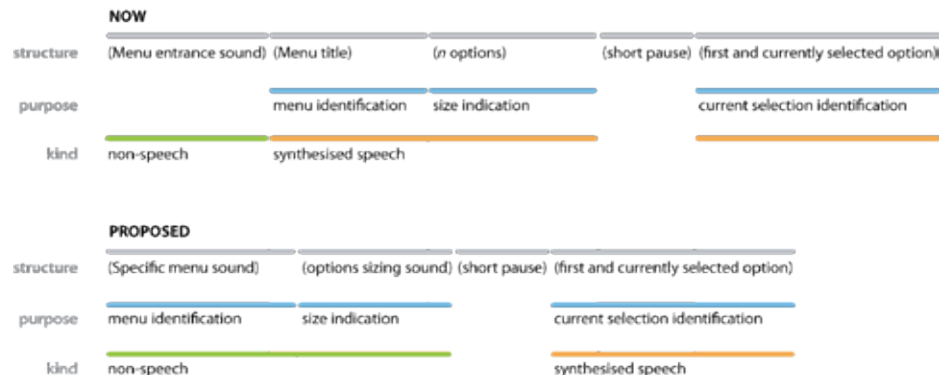 NOW
structure (Menu entrance sound) (Menu title) (n options) (short pause) (first and currently selected option)
purpose menu identification size indication current selection identification
kind non-speech synthesised speech
PROPOSED
structure (Specific menu sound) (options sizing sound) (short pause) (first and currently selected option)
purpose menu identification size indication current selection identification
kind non-speech synthesised speech